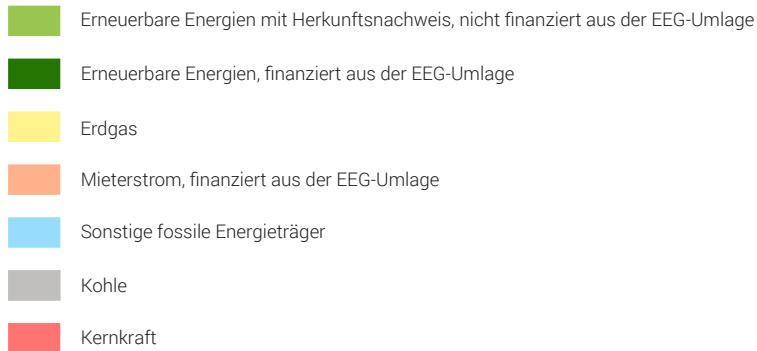 Erneuerbare Energien mit Herkunftsnachweis, nicht finanziert aus der EEG-Umlage
Erneuerbare Energien, finanziert aus der EEG-Umlage
Erdgas
Mieterstrom, finanziert aus der EEG-Umlage
Sonstige fossile Energieträger
Kohle
Kernkraft